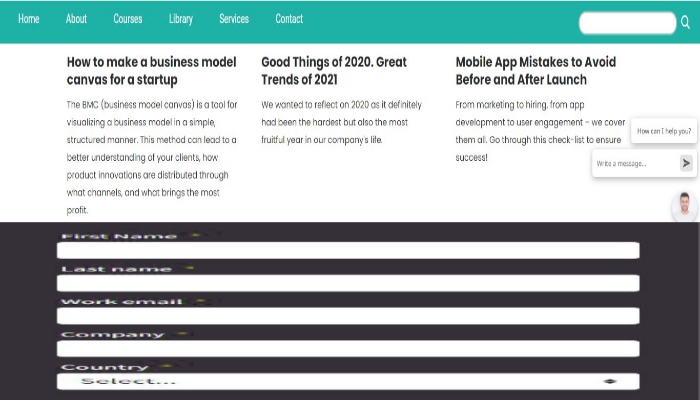 Home About Courses Library Services Contact
How to make a business model
canvas for a startup
The BMC (business model canvas) is a tool for
visualizing a business model in a simple,
structured manner. This method can lead to a
better understanding of your clients, how
product innovations are distributed through
what channels, and what brings the most
profit.
Good Things of 2020. Great
Trends of 2021
We wanted to reflect on 2020 as it definitely
had been the hardest but also the most
fruitful year in our company's life.
Mobile App Mistakes to Avoid
Before and After Launch
From marketing to hiring, from app
development to user engagement – we cover
them all. Go through this check-list to ensure
success!
How can I help you?
Write a message...
First Name *
Last name *
Work email *
Company *
Country *
Select...